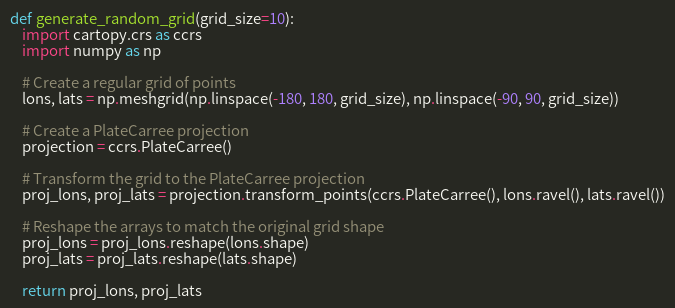 def generate_random_grid(grid_size=10):
    import cartopy.crs as ccrs
    import numpy as np

    # Create a regular grid of points
    lons, lats = np.meshgrid(np.linspace(-180, 180, grid_size), np.linspace(-90, 90, grid_size))

    # Create a PlateCarree projection
    projection = ccrs.PlateCarree()

    # Transform the grid to the PlateCarree projection
    proj_lons, proj_lats = projection.transform_points(ccrs.PlateCarree(), lons.ravel(), lats.ravel())

    # Reshape the arrays to match the original grid shape
    proj_lons = proj_lons.reshape(lons.shape)
    proj_lats = proj_lats.reshape(lats.shape)

    return proj_lons, proj_lats